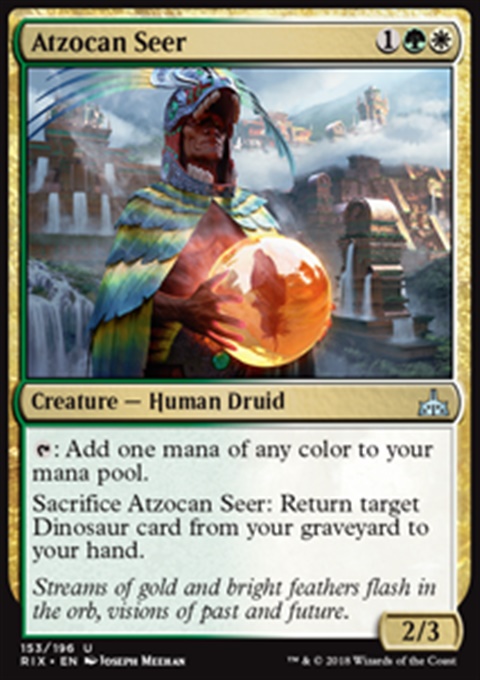 Atzocan Seer 1
Creature — Human Druid
: Add one mana of any color to your
mana pool.
Sacrifice Atzocan Seer: Return target
Dinosaur card from your graveyard to
your hand.
Streams of gold and bright feathers flash in
the orb, visions of past and future.
2/3
153/196 U
RIX • EN Joseph Meehan
™ & © 2018 Wizards of the Coast